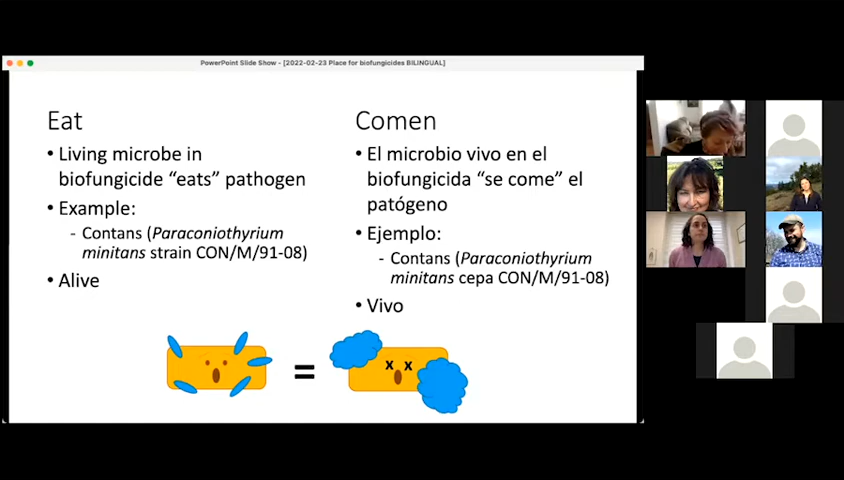 PowerPoint Slide Show - [2022-02-23 Place for biofungicides BILINGUAL]
Eat
• Living microbe in
biofungicide “eats” pathogen
• Example:
- Contans (Paraconiothyrium
minitans strain CON/M/91-08)
• Alive
Comen
• El microbio vivo en el
biofungicida “se come” el
patógeno
• Ejemplo:
- Contans (Paraconiothyrium
minitans cepa CON/M/91-08)
• Vivo
=
x x